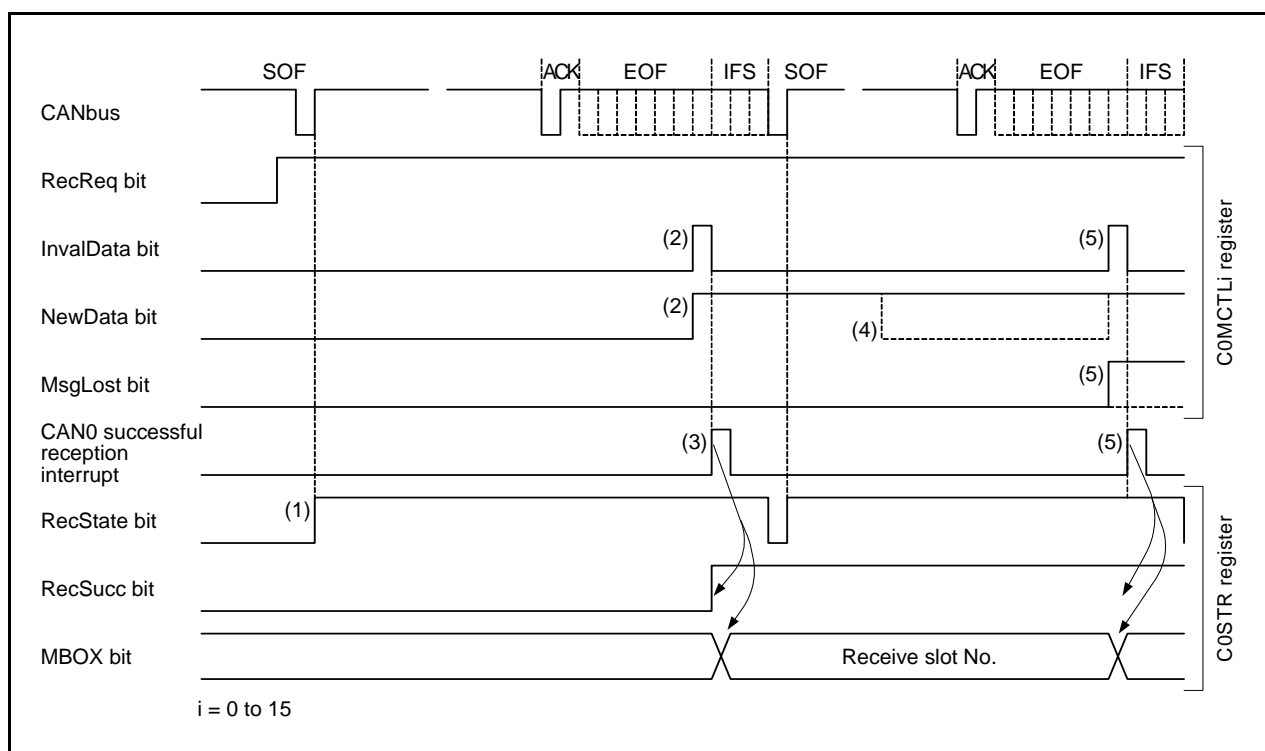 SOF ACK EOF IFS SOF ACK EOF IFS
CANbus
RecReq bit
InvalData bit (2) (5)
NewData bit (2) (4)
MsgLost bit (5)
C0MCTLi register
CAN0 successful
reception
interrupt
(3) (5)
RecState bit (1)
RecSucc bit
MBOX bit Receive slot No.
C0STR register
i = 0 to 15